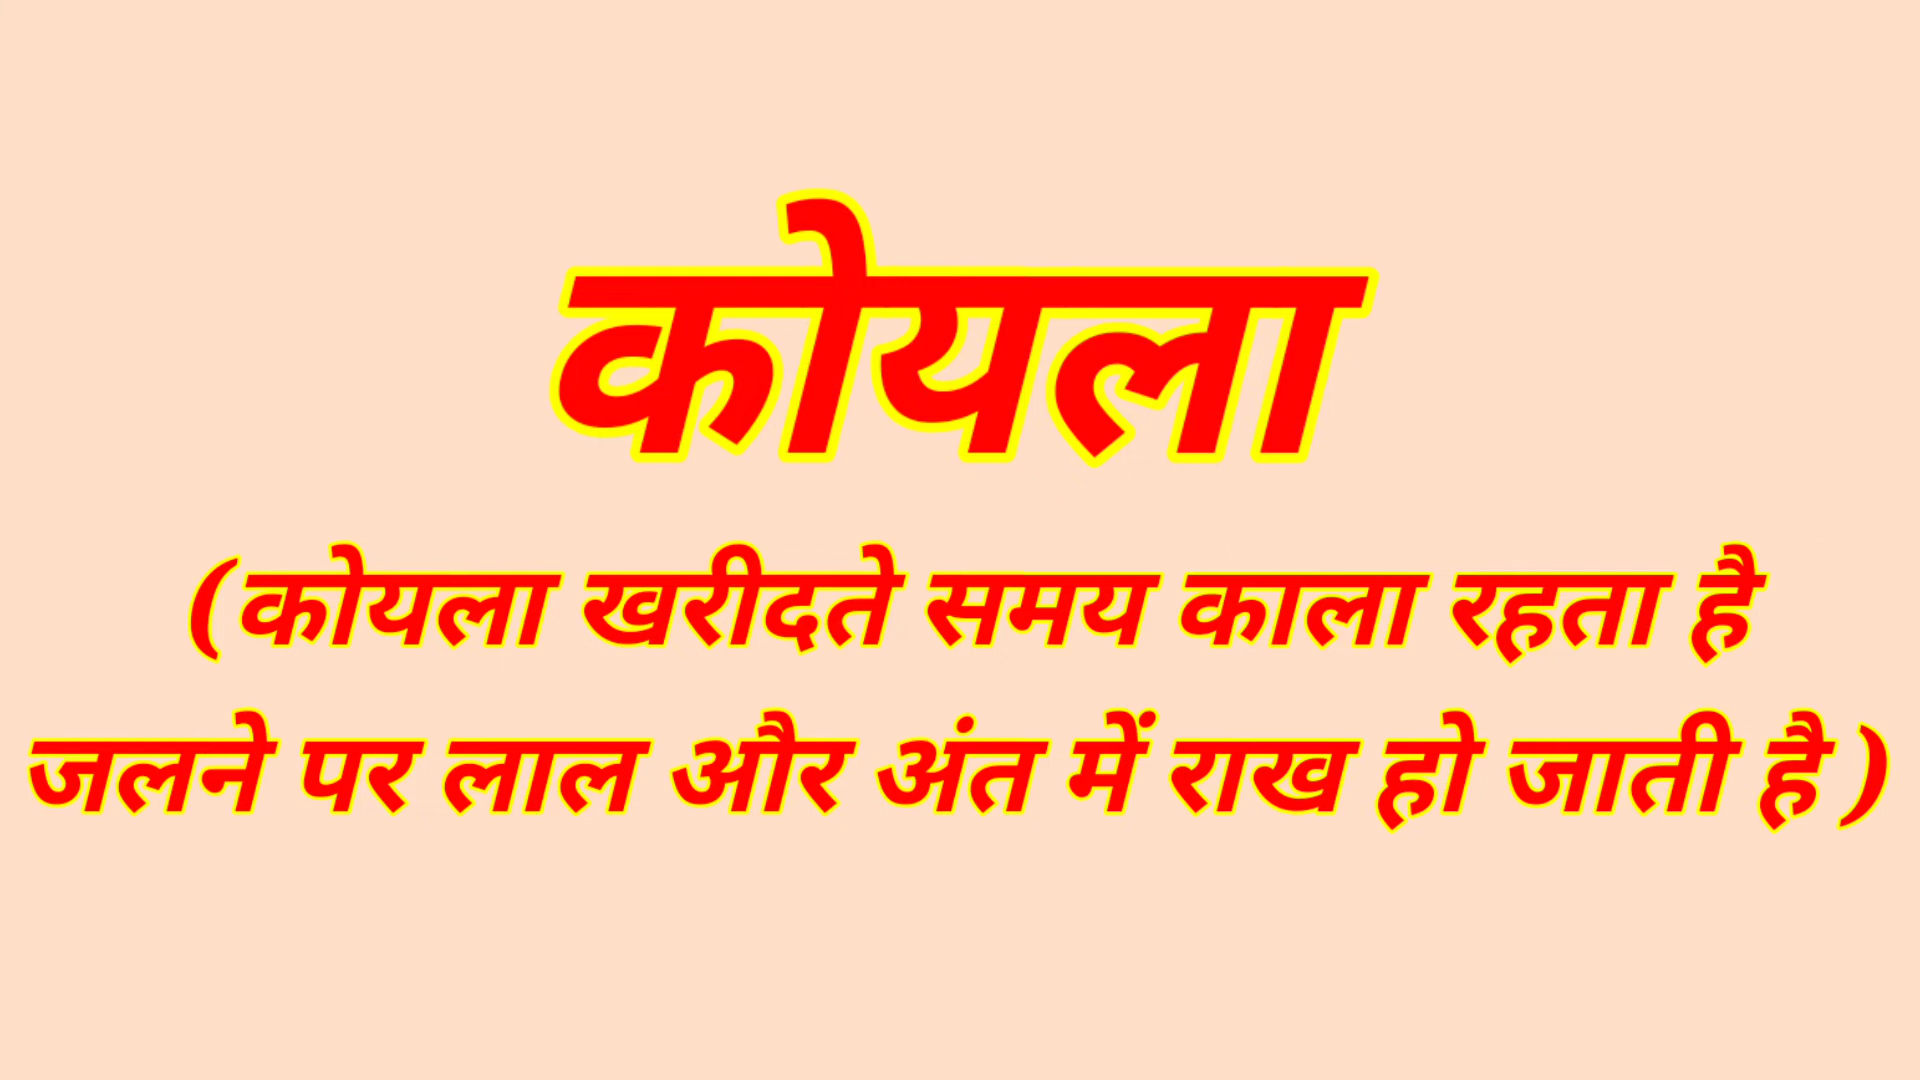 कोयला
(कोयला खरीदते समय काला रहता है
जलने पर लाल और अंत में राख हो जाती है )